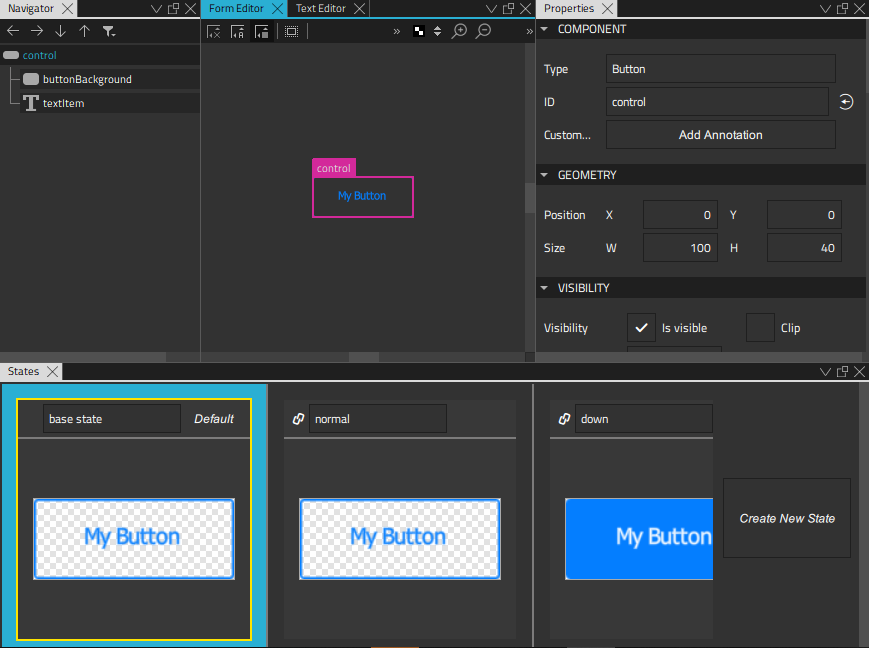 Navigator
Form Editor
Text Editor
Properties
control
buttonBackground
textItem
control
My Button
COMPONENT
Type
Button
ID
control
Custom...
Add Annotation
GEOMETRY
Position
X
0
Y
0
Size
W
100
H
40
VISIBILITY
Visibility
Is visible
Clip
States
base state
Default
normal
down
My Button
My Button
My Button
Create New State